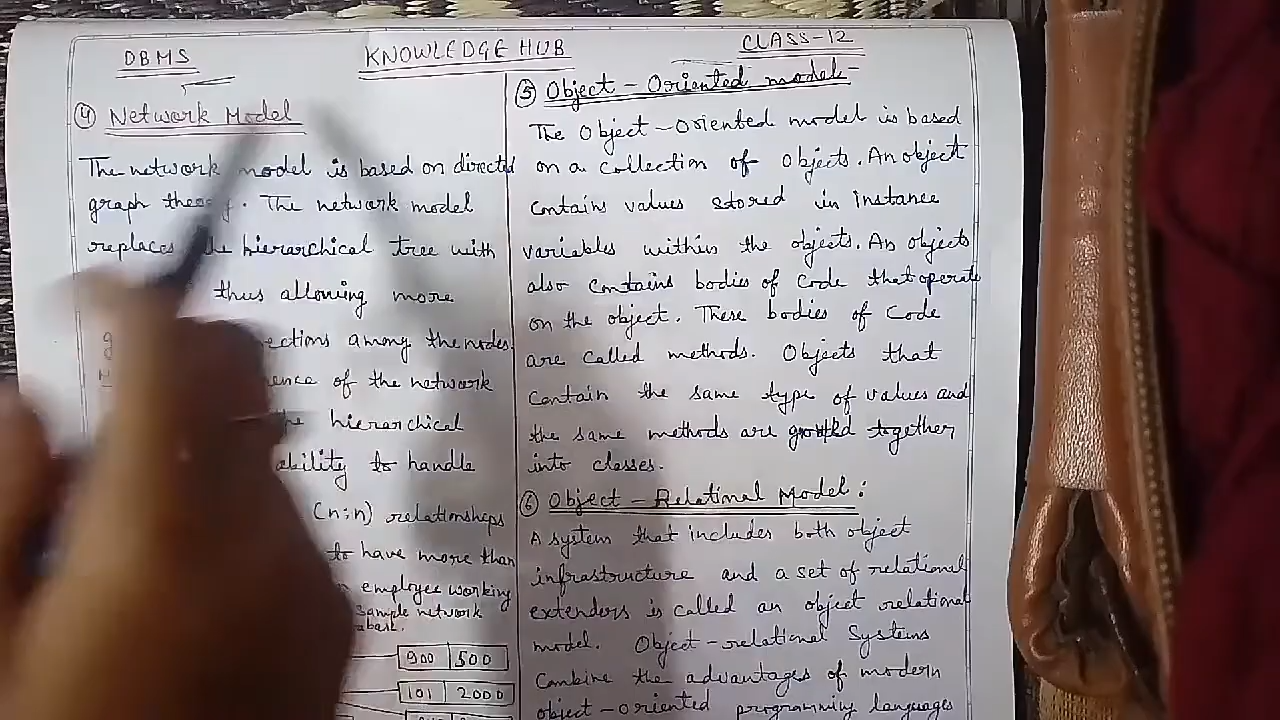 DBMS
KNOWLEDGE HUB
CLASS-12
④ Network Model
The network model is based on directed
graph theory. The network model
replaces the hierarchical tree with
thus allowing more
ections among the nodes.
ence of the network
the hierarchical
ability to handle
(n:n) relationships
to have more than
employee working
Sample network
900 500
101 2000
⑤ Object - Oriented model-
The Object-Oriented model is based
on a collection of Objects. An object
Contains values stored in instance
variables within the objects. An objects
also contains bodies of code that operate
on the object. These bodies of Code
are called methods. Objects that
Contain the same type of values and
the same methods are together
into classes.
⑥ Object - Relational Model:
A system that includes both object
infrastructure and a set of relational
extenders is called an object relational
model. Object-relational Systems
Combine the advantages of modern
object-oriented programming languages